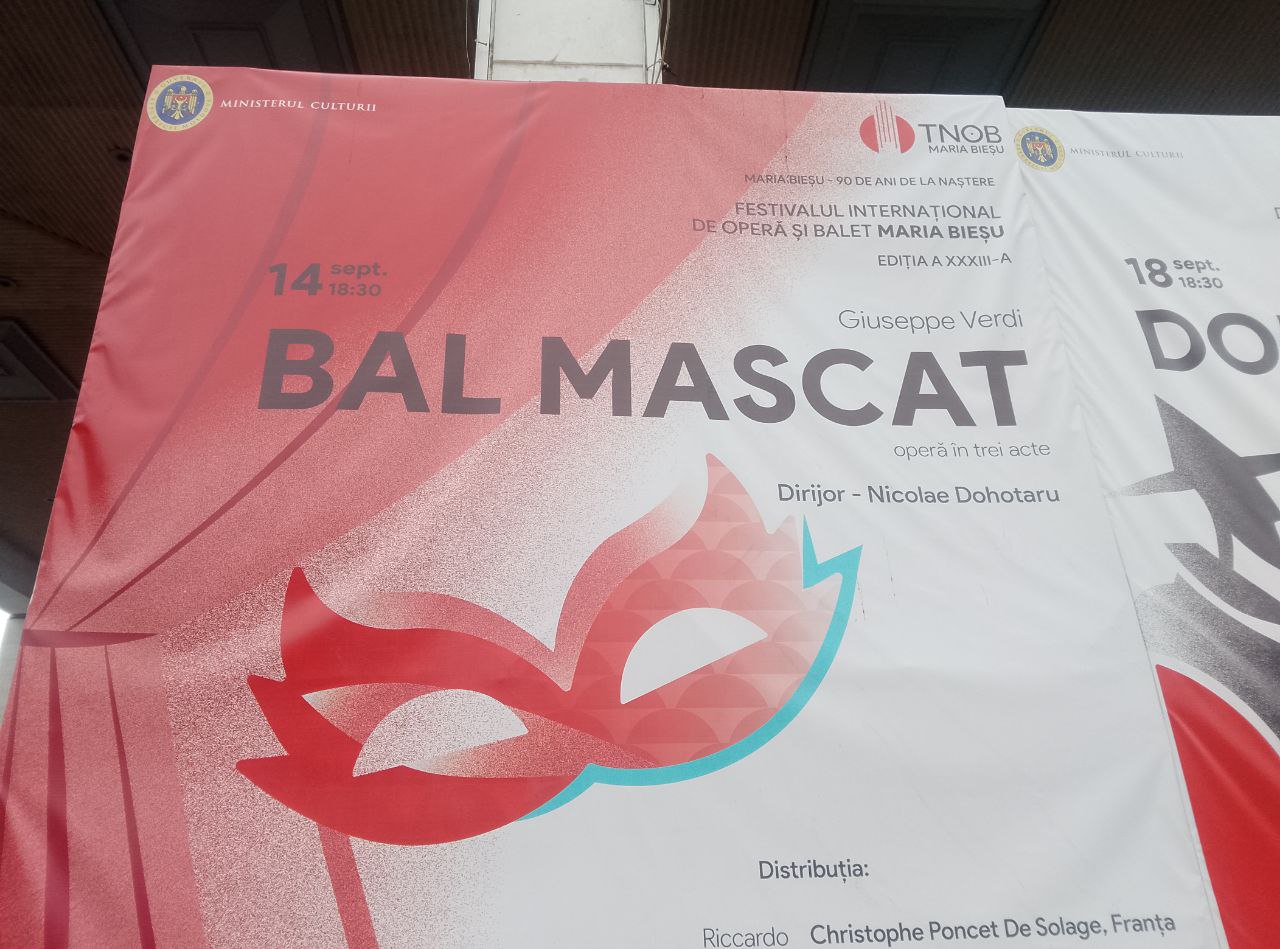 MINISTERUL CULTURII
TNOB
MARIA BIEȘU
MARIA BIEȘU - 90 DE ANI DE LA NAȘTERE
FESTIVALUL INTERNAȚIONAL
DE OPERĂ ȘI BALET MARIA BIEȘU
EDIȚIA A XXXIII-A
14 sept.
18:30
Giuseppe Verdi
BAL MASCAT
operă în trei acte
Dirijor - Nicolae Dohotaru
Distribuția:
Riccardo Christophe Poncet De Solage, Franța
MINISTERUL CULTURII
18 sept.
18:30